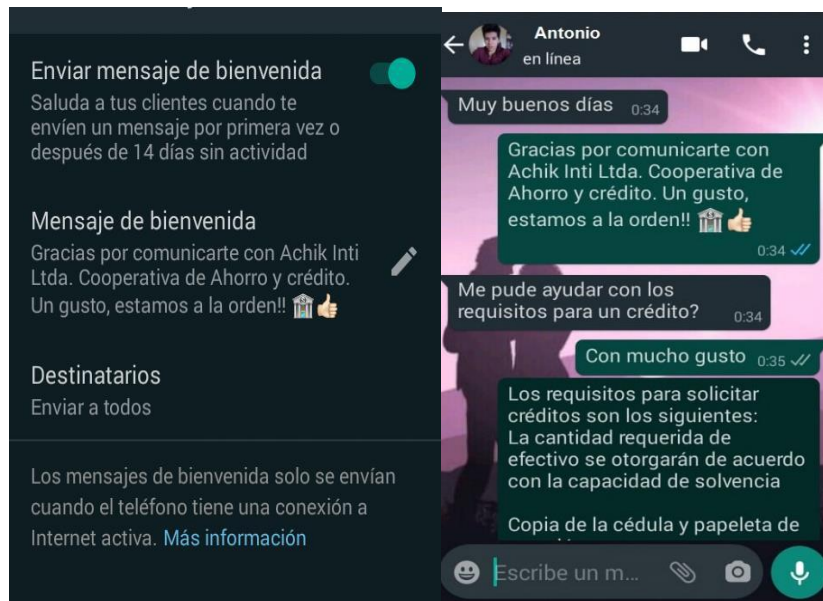 Enviar mensaje de bienvenida
Saluda a tus clientes cuando te
envíen un mensaje por primera vez o
después de 14 días sin actividad
Mensaje de bienvenida
Gracias por comunicarte con Achik Inti
Ltda. Cooperativa de Ahorro y crédito.
Un gusto, estamos a la orden!! 🏦👍🏻
Destinatarios
Enviar a todos
Los mensajes de bienvenida solo se envían
cuando el teléfono tiene una conexión a
Internet activa. Más información
Antonio
en línea
Muy buenos días 0:34
Gracias por comunicarte con
Achik Inti Ltda. Cooperativa de
Ahorro y crédito. Un gusto,
estamos a la orden!! 🏦👍🏻
0:34
Me pude ayudar con los
requisitos para un crédito? 0:34
Con mucho gusto 0:35
Los requisitos para solicitar
créditos son los siguientes:
La cantidad requerida de
efectivo se otorgarán de acuerdo
con la capacidad de solvencia
Copia de la cédula y papeleta de
Escribe un m...